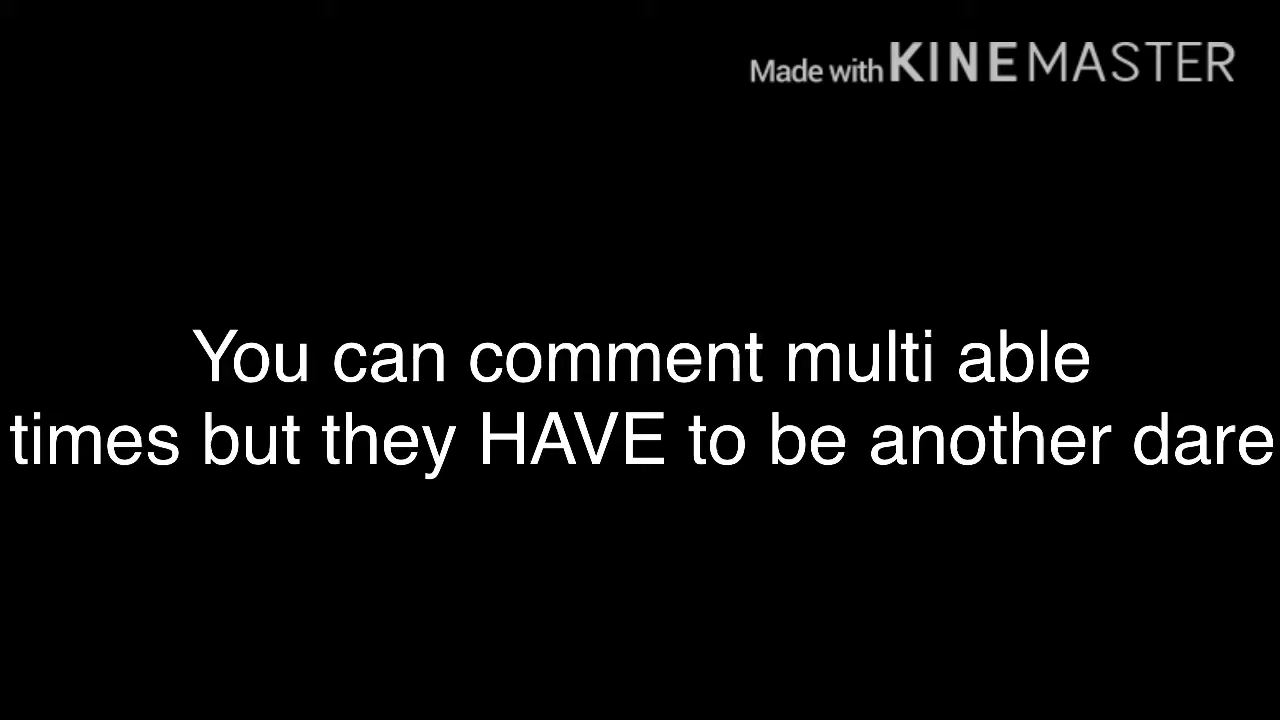 Made with KINEMASTER
You can comment multi able
times but they HAVE to be another dare